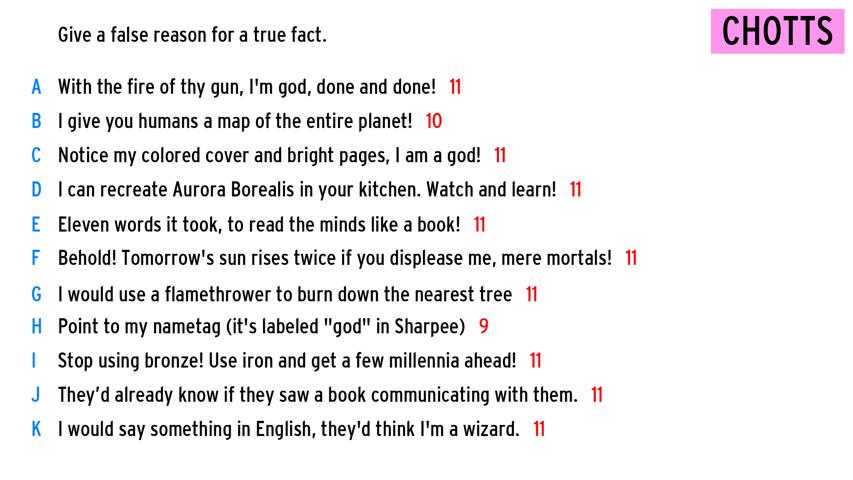 Give a false reason for a true fact.
CHOTTS
A With the fire of thy gun, I'm god, done and done! 11
B I give you humans a map of the entire planet! 10
C Notice my colored cover and bright pages, I am a god! 11
D I can recreate Aurora Borealis in your kitchen. Watch and learn! 11
E Eleven words it took, to read the minds like a book! 11
F Behold! Tomorrow's sun rises twice if you displease me, mere mortals! 11
G I would use a flamethrower to burn down the nearest tree 11
H Point to my nametag (it's labeled "god" in Sharpee) 9
I Stop using bronze! Use iron and get a few millennia ahead! 11
J They’d already know if they saw a book communicating with them. 11
K I would say something in English, they'd think I'm a wizard. 11